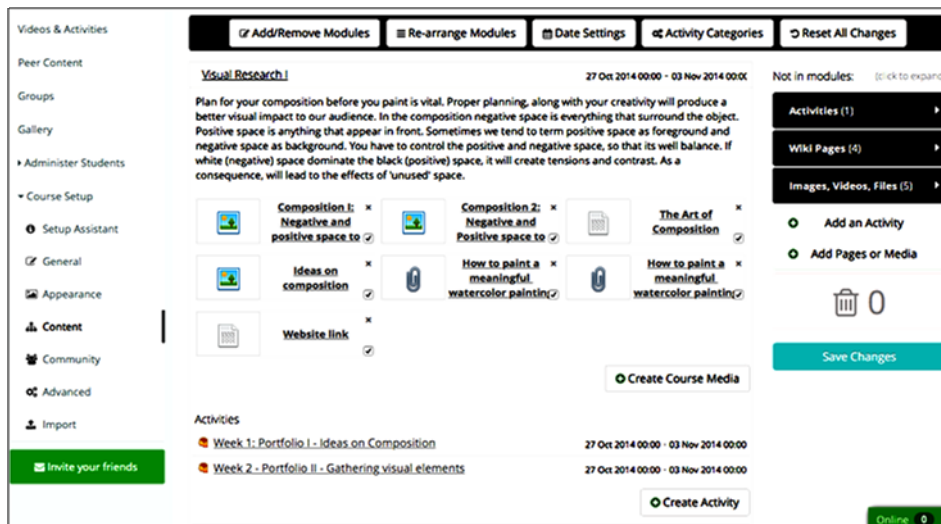 Videos & Activities
Peer Content
Groups
Gallery
Administer Students
Course Setup
Setup Assistant
General
Appearance
Content
Community
Advanced
Import
Invite your friends
Add/Remove Modules
Re-arrange Modules
Date Settings
Activity Categories
Reset All Changes
Visual Research I
27 Oct 2014 00:00 - 03 Nov 2014 00:00
Plan for your composition before you paint is vital. Proper planning, along with your creativity will produce a
better visual impact to our audience. In the composition negative space is everything that surround the object.
Positive space is anything that appear in front. Sometimes we tend to term positive space as foreground and
negative space as background. You have to control the positive and negative space, so that its well balance. If
white (negative) space dominate the black (positive) space, it will create tensions and contrast. As a
consequence, will lead to the effects of 'unused' space.
Composition I:
Negative and
positive space to
Composition 2:
Negative and
Positive space to
The Art of
Composition
Ideas on
composition
How to paint a
meaningful
watercolor painting
How to paint a
meaningful
watercolor painting
Website link
Create Course Media
Activities
Week 1: Portfolio I - Ideas on Composition
27 Oct 2014 00:00 - 03 Nov 2014 00:00
Week 2 - Portfolio II - Gathering visual elements
27 Oct 2014 00:00 - 03 Nov 2014 00:00
Create Activity
Not in modules:
(click to expand
Activities (1)
Wiki Pages (4)
Images, Videos, Files (5)
Add an Activity
Add Pages or Media
0
Save Changes
Online 0